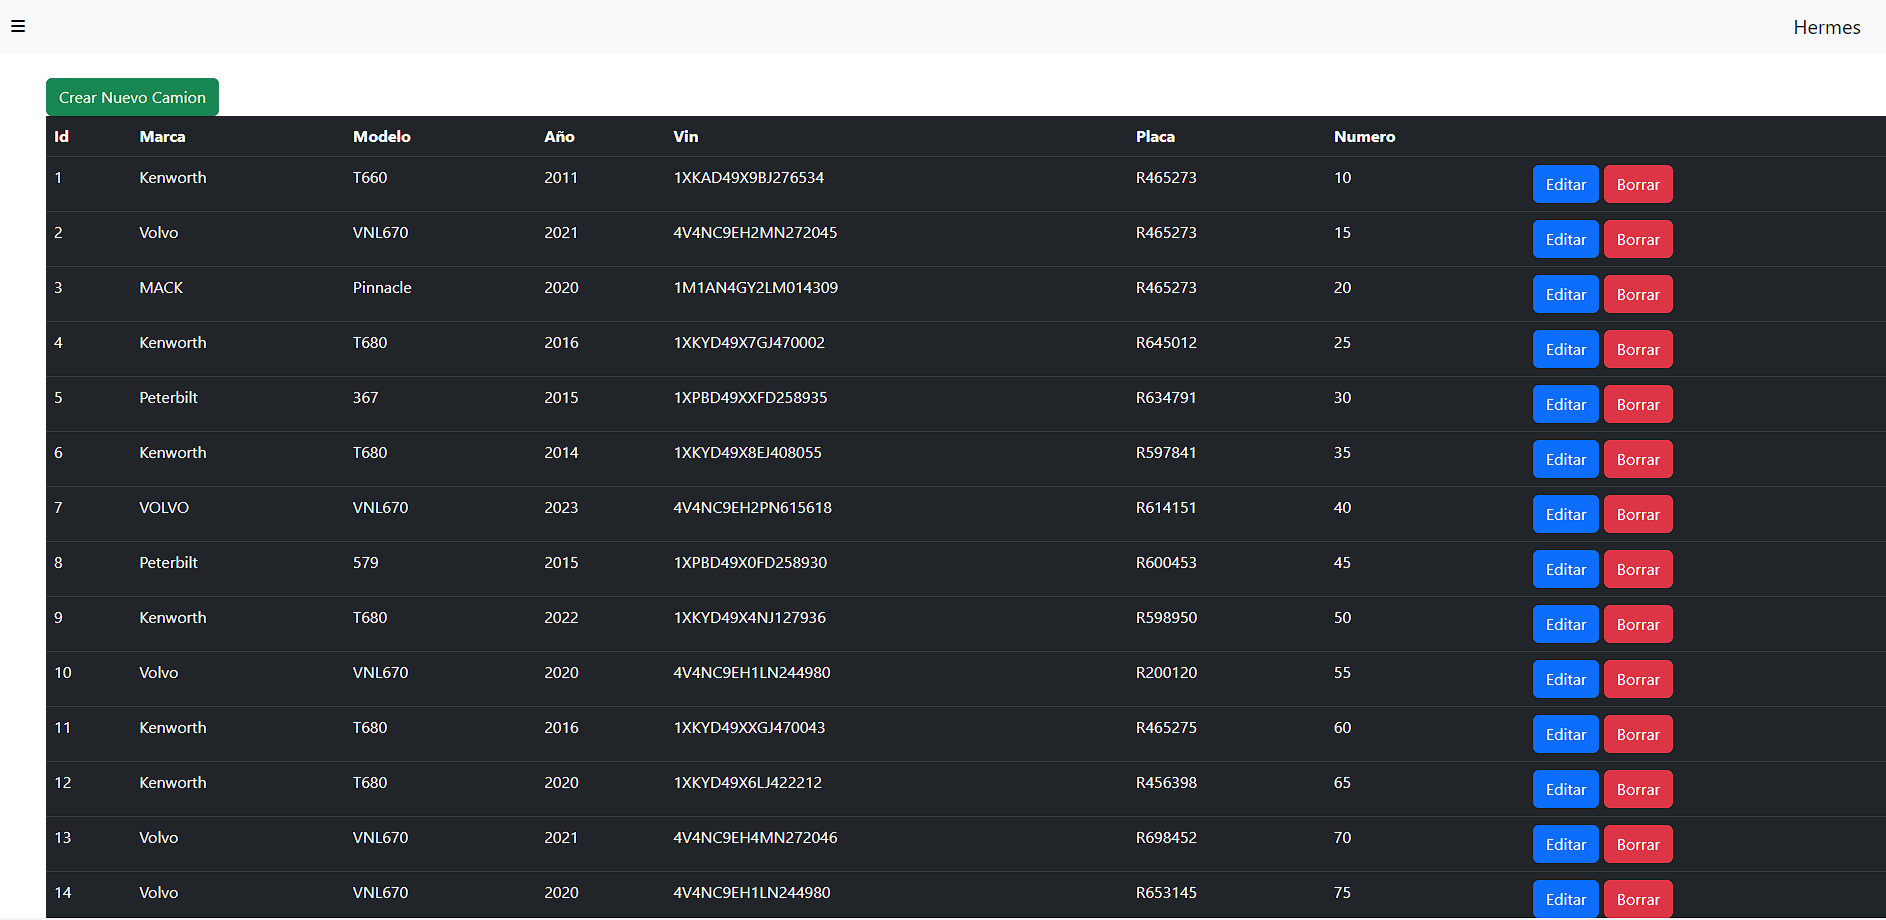 Hermes
Crear Nuevo Camion
Id Marca Modelo Año Vin Placa Numero
1 Kenworth T660 2011 1XKAD49X9BJ276534 R465273 10 Editar Borrar
2 Volvo VNL670 2021 4V4NC9EH2MN272045 R465273 15 Editar Borrar
3 MACK Pinnacle 2020 1M1AN4GY2LM014309 R465273 20 Editar Borrar
4 Kenworth T680 2016 1XKYD49X7GJ470002 R645012 25 Editar Borrar
5 Peterbilt 367 2015 1XPBD49XXFD258935 R634791 30 Editar Borrar
6 Kenworth T680 2014 1XKYD49X8EJ408055 R597841 35 Editar Borrar
7 VOLVO VNL670 2023 4V4NC9EH2PN615618 R614151 40 Editar Borrar
8 Peterbilt 579 2015 1XPBD49X0FD258930 R600453 45 Editar Borrar
9 Kenworth T680 2022 1XKYD49X4NJ127936 R598950 50 Editar Borrar
10 Volvo VNL670 2020 4V4NC9EH1LN244980 R200120 55 Editar Borrar
11 Kenworth T680 2016 1XKYD49XXGJ470043 R465275 60 Editar Borrar
12 Kenworth T680 2020 1XKYD49X6LJ422212 R456398 65 Editar Borrar
13 Volvo VNL670 2021 4V4NC9EH4MN272046 R698452 70 Editar Borrar
14 Volvo VNL670 2020 4V4NC9EH1LN244980 R653145 75 Editar Borrar